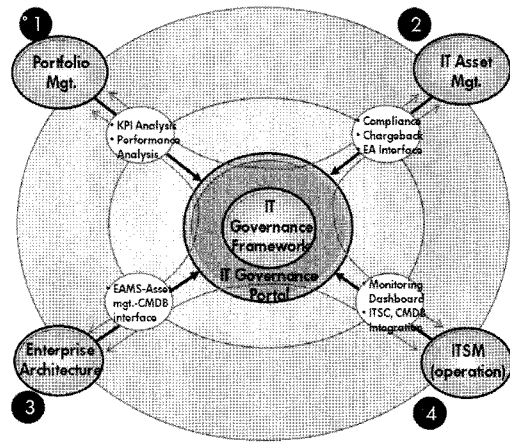 1
Portfolio
Mgt.
2
IT Asset
Mgt.
• KPI Analysis
• Performance
Analysis
• Compliance
• Chargeback
• EA Interface
IT
Governance
Framework
IT Governance
Portal
• EAMS-Asset
mgt.-CMDB
interface
• Monitoring
Dashboard
• ITSC, CMDB
Integration
Enterprise
Architecture
3
ITSM
(operation)
4